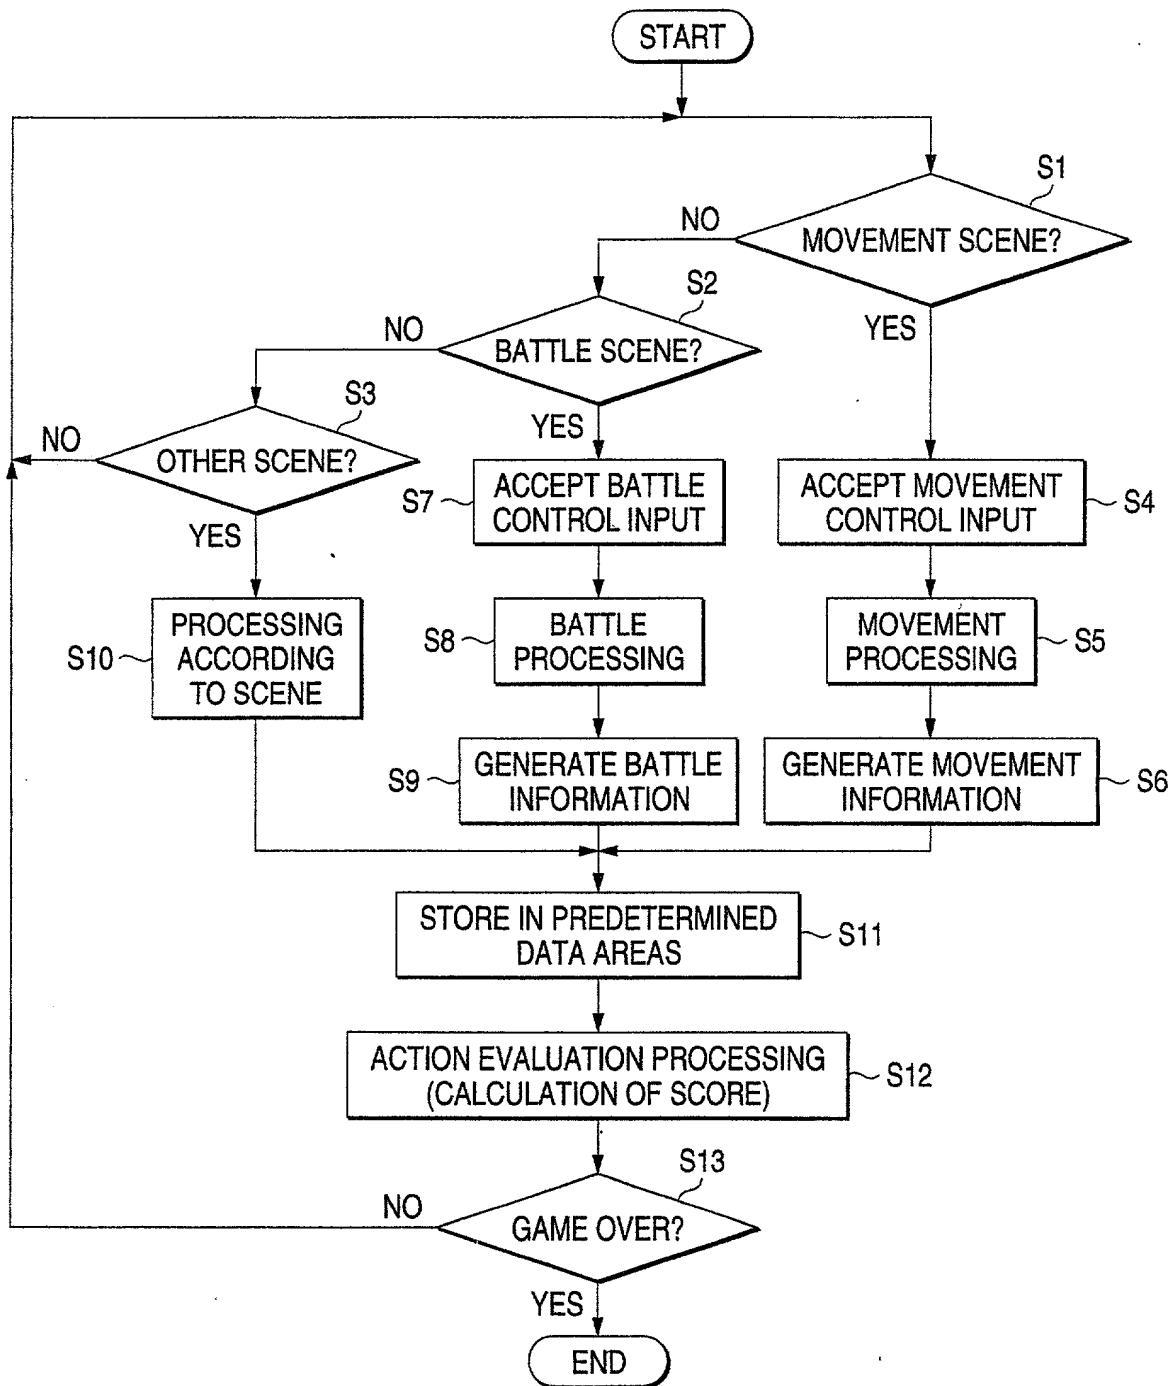 START
S1
NO
MOVEMENT SCENE?
S2
YES
NO
BATTLE SCENE?
S3
YES
NO
OTHER SCENE?
YES
S7
ACCEPT BATTLE
CONTROL INPUT
ACCEPT MOVEMENT
CONTROL INPUT
S4
S10
PROCESSING
ACCORDING
TO SCENE
S8
BATTLE
PROCESSING
MOVEMENT
PROCESSING
S5
S9
GENERATE BATTLE
INFORMATION
GENERATE MOVEMENT
INFORMATION
S6
STORE IN PREDETERMINED
DATA AREAS
S11
ACTION EVALUATION PROCESSING
(CALCULATION OF SCORE)
S12
S13
NO
GAME OVER?
YES
END